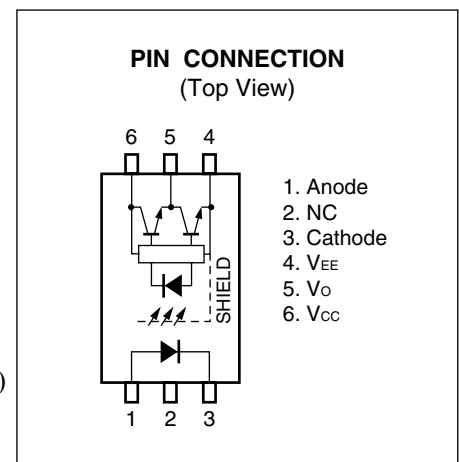 PIN CONNECTION
(Top View)
6 5 4
SHIELD
1 2 3
1. Anode
2. NC
3. Cathode
4. VEE
5. VO
6. VCC
)